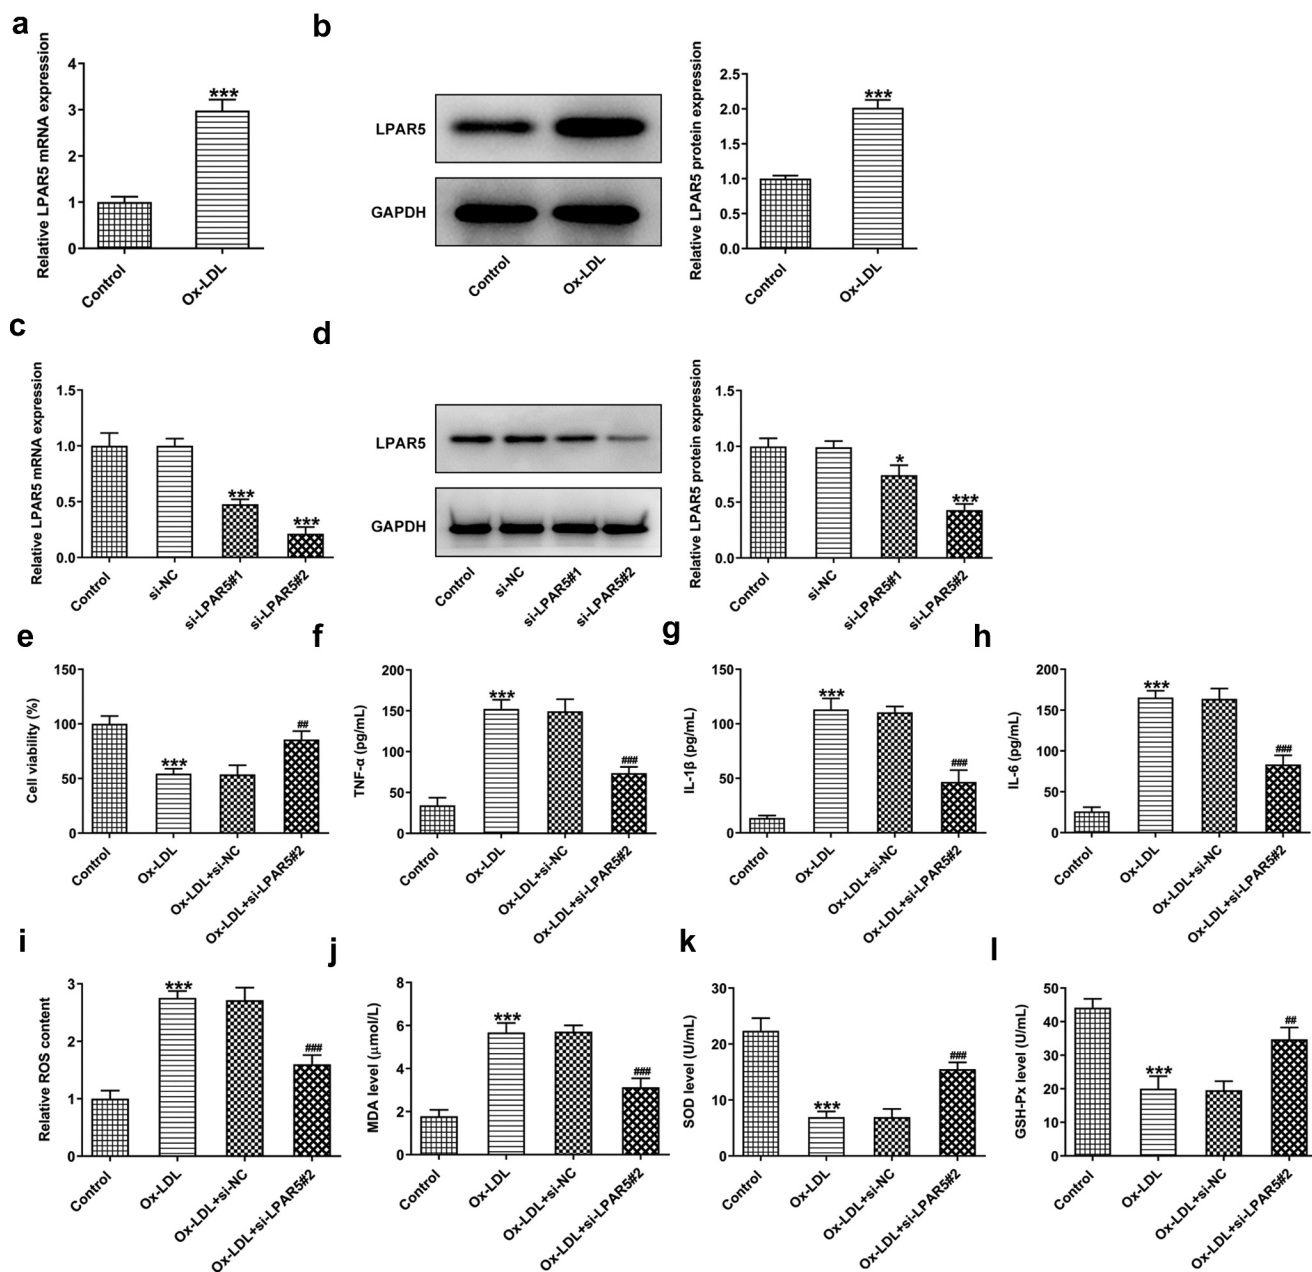 a
Relative LPAR5 mRNA expression
4
3
2
1
0
***
Control
Ox-LDL
b
LPAR5
GAPDH
Control
Ox-LDL
Relative LPAR5 protein expression
2.5
2.0
1.5
1.0
0.5
0.0
***
Control
Ox-LDL
c
Relative LPAR5 mRNA expression
1.5
1.0
0.5
0.0
***
***
Control
si-NC
si-LPAR5#1
si-LPAR5#2
d
LPAR5
GAPDH
Control
si-NC
si-LPAR5#1
si-LPAR5#2
Relative LPAR5 protein expression
1.5
1.0
0.5
0.0
*
***
Control
si-NC
si-LPAR5#1
si-LPAR5#2
e
Cell viability (%)
150
100
50
0
***
##
Control
Ox-LDL
Ox-LDL+si-NC
Ox-LDL+si-LPAR5#2
f
TNF-α (pg/mL)
200
150
100
50
0
***
###
Control
Ox-LDL
Ox-LDL+si-NC
Ox-LDL+si-LPAR5#2
g
IL-1β (pg/mL)
150
100
50
0
***
###
Control
Ox-LDL
Ox-LDL+si-NC
Ox-LDL+si-LPAR5#2
h
IL-6 (pg/mL)
200
150
100
50
0
***
###
Control
Ox-LDL
Ox-LDL+si-NC
Ox-LDL+si-LPAR5#2
i
Relative ROS content
3
2
1
0
***
###
Control
Ox-LDL
Ox-LDL+si-NC
Ox-LDL+si-LPAR5#2
j
MDA level (μmol/L)
8
6
4
2
0
***
###
Control
Ox-LDL
Ox-LDL+si-NC
Ox-LDL+si-LPAR5#2
k
SOD level (U/mL)
30
20
10
0
***
###
Control
Ox-LDL
Ox-LDL+si-NC
Ox-LDL+si-LPAR5#2
l
GSH-Px level (U/mL)
50
40
30
20
10
0
***
##
Control
Ox-LDL
Ox-LDL+si-NC
Ox-LDL+si-LPAR5#2